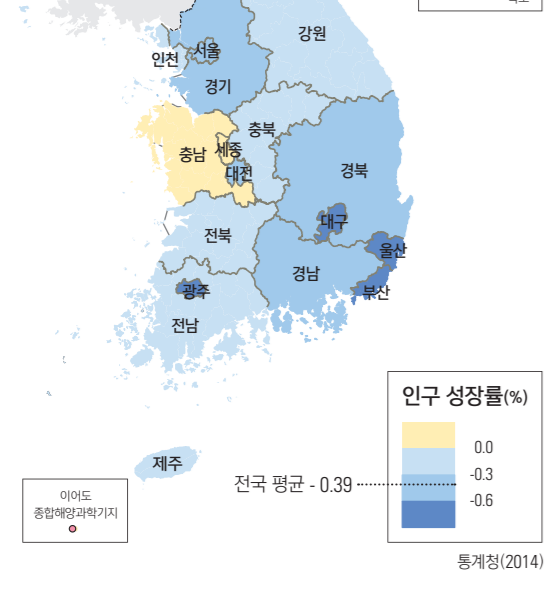 강원
서울
인천
경기
충북
세종
충남
대전
경북
대구
전북
울산
경남
광주
부산
전남
제주
인구 성장률(%)
0.0
-0.3
전국 평균 - 0.39
-0.6
이어도
종합해양과학기지
통계청(2014)